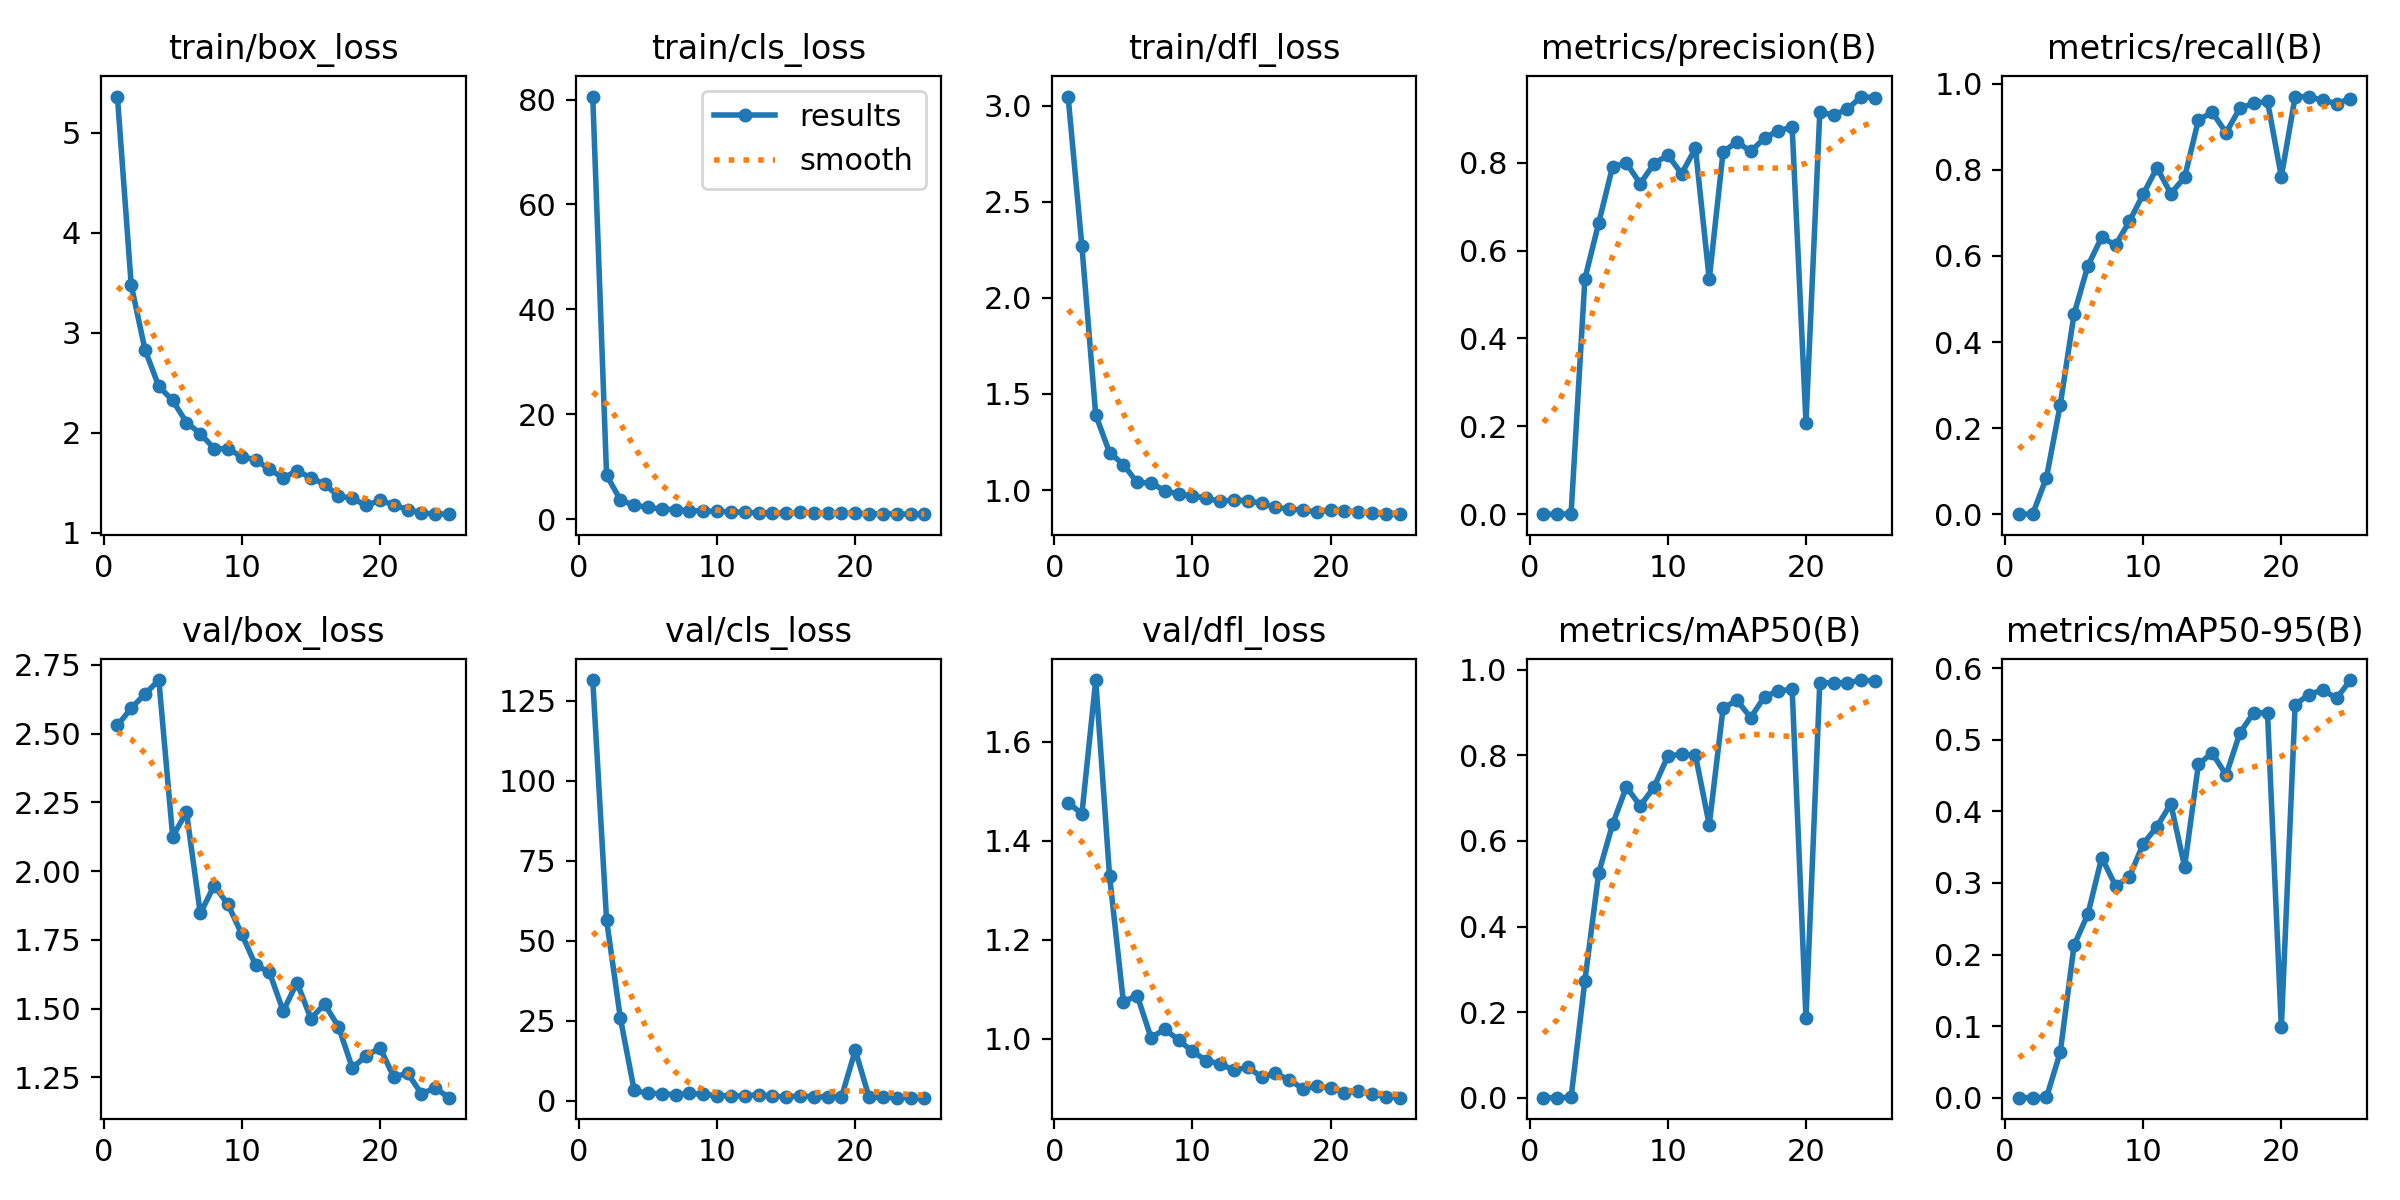 train/box_loss
5
4
3
2
1
0 10 20
train/cls_loss
results
smooth
80
60
40
20
0
0 10 20
train/dfl_loss
3.0
2.5
2.0
1.5
1.0
0 10 20
metrics/precision(B)
0.8
0.6
0.4
0.2
0.0
0 10 20
metrics/recall(B)
1.0
0.8
0.6
0.4
0.2
0.0
0 10 20
val/box_loss
2.75
2.50
2.25
2.00
1.75
1.50
1.25
0 10 20
val/cls_loss
125
100
75
50
25
0
0 10 20
val/dfl_loss
1.6
1.4
1.2
1.0
0 10 20
metrics/mAP50(B)
1.0
0.8
0.6
0.4
0.2
0.0
0 10 20
metrics/mAP50-95(B)
0.6
0.5
0.4
0.3
0.2
0.1
0.0
0 10 20